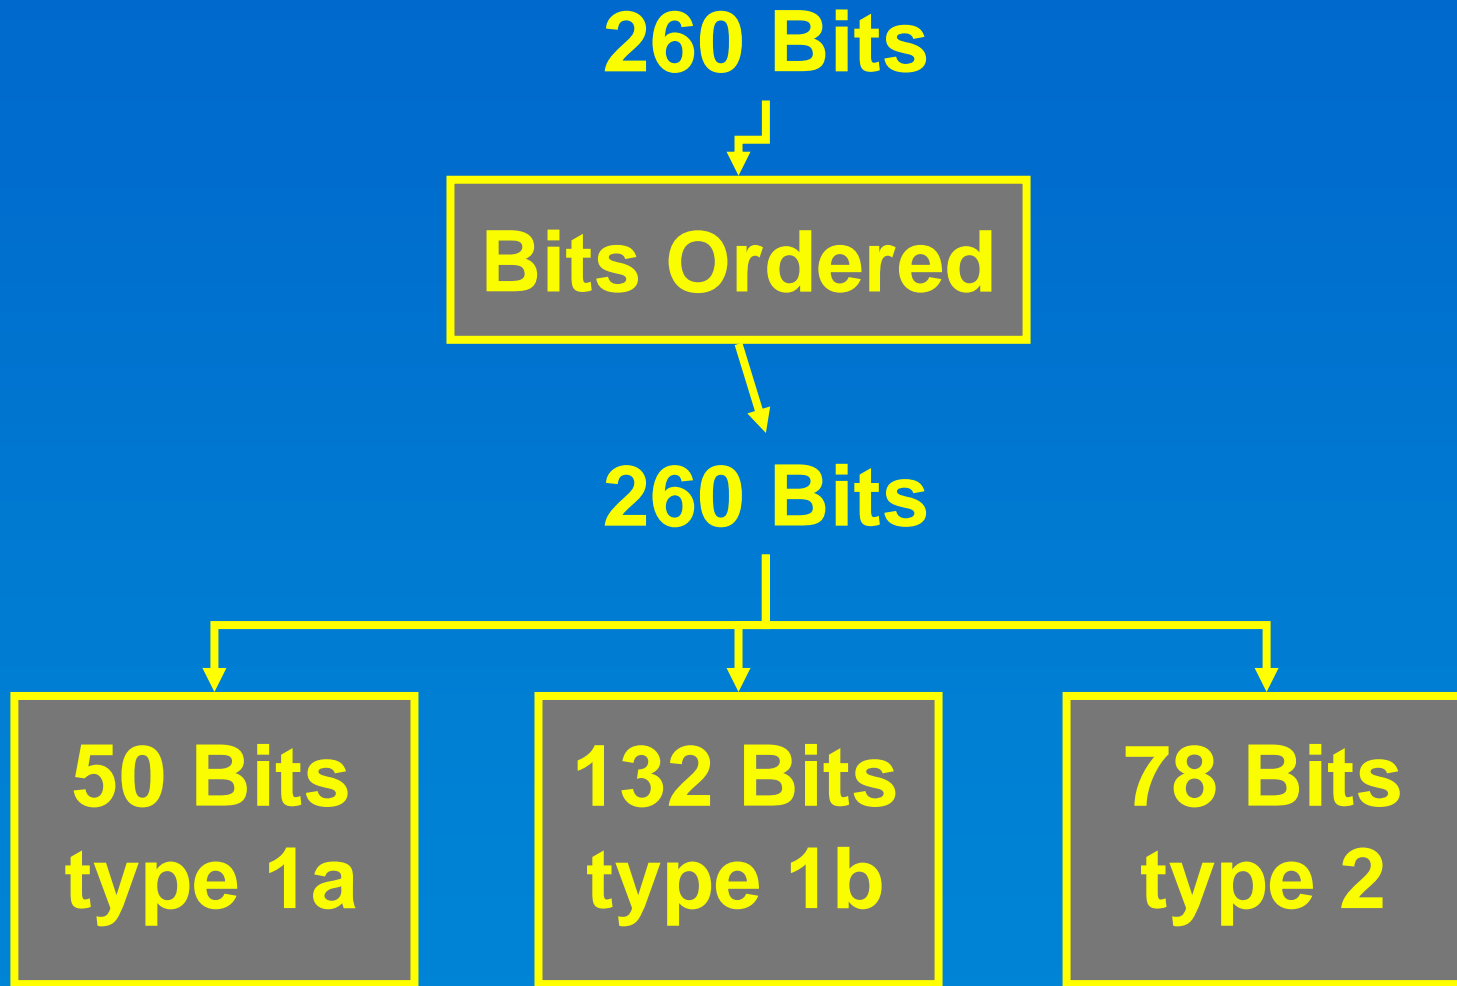 260 Bits
Bits Ordered
260 Bits
50 Bits
type 1a
132 Bits
type 1b
78 Bits
type 2